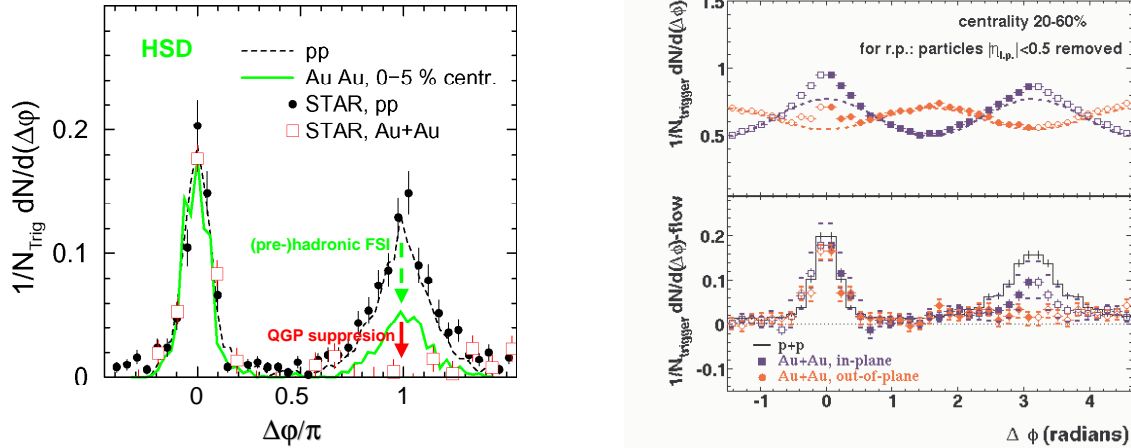 HSD
pp
Au Au, 0−5 % centr.
STAR, pp
STAR, Au+Au
1/N_Trig dN/d(Δφ)
0.2
0.1
0
(pre-)hadronic FSI
QGP suppresion
0
0.5
1
Δφ/π
1.5
1
0.5
1/N_trigger dN/d(Δφ)
centrality 20-60%
for r.p.: particles |η_l.p.|<0.5 removed
0.2
0.1
0
-0.1
1/N_trigger dN/d(Δφ)-flow
p+p
Au+Au, in-plane
Au+Au, out-of-plane
-1
0
1
2
3
4
Δ φ (radians)